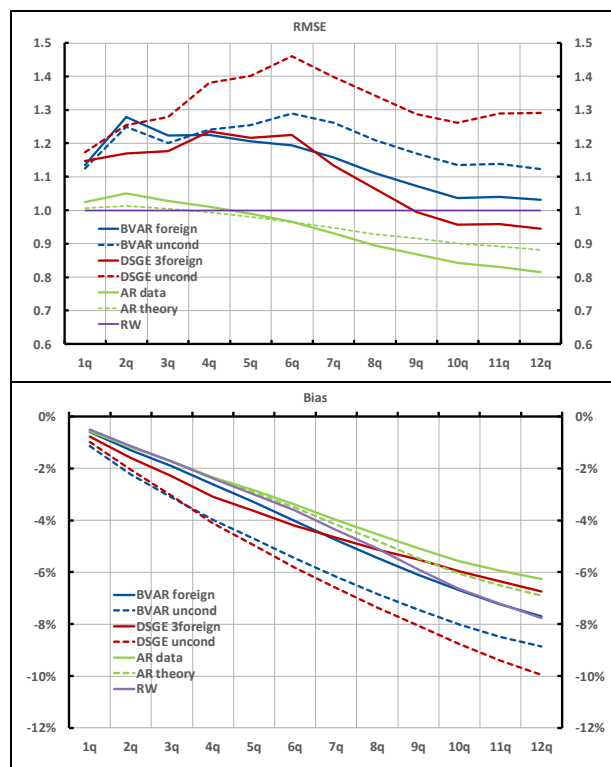 RMSE
1.5 1.5
1.4 1.4
1.3 1.3
1.2 1.2
1.1 1.1
1.0 1.0
0.9 0.9
0.8 0.8
0.7 0.7
0.6 0.6
BVAR foreign
BVAR uncond
DSGE 3foreign
DSGE uncond
AR data
AR theory
RW
1q 2q 3q 4q 5q 6q 7q 8q 9q 10q 11q 12q
Bias
0% 0%
-2% -2%
-4% -4%
-6% -6%
-8% -8%
-10% -10%
-12% -12%
BVAR foreign
BVAR uncond
DSGE 3foreign
DSGE uncond
AR data
AR theory
RW
1q 2q 3q 4q 5q 6q 7q 8q 9q 10q 11q 12q